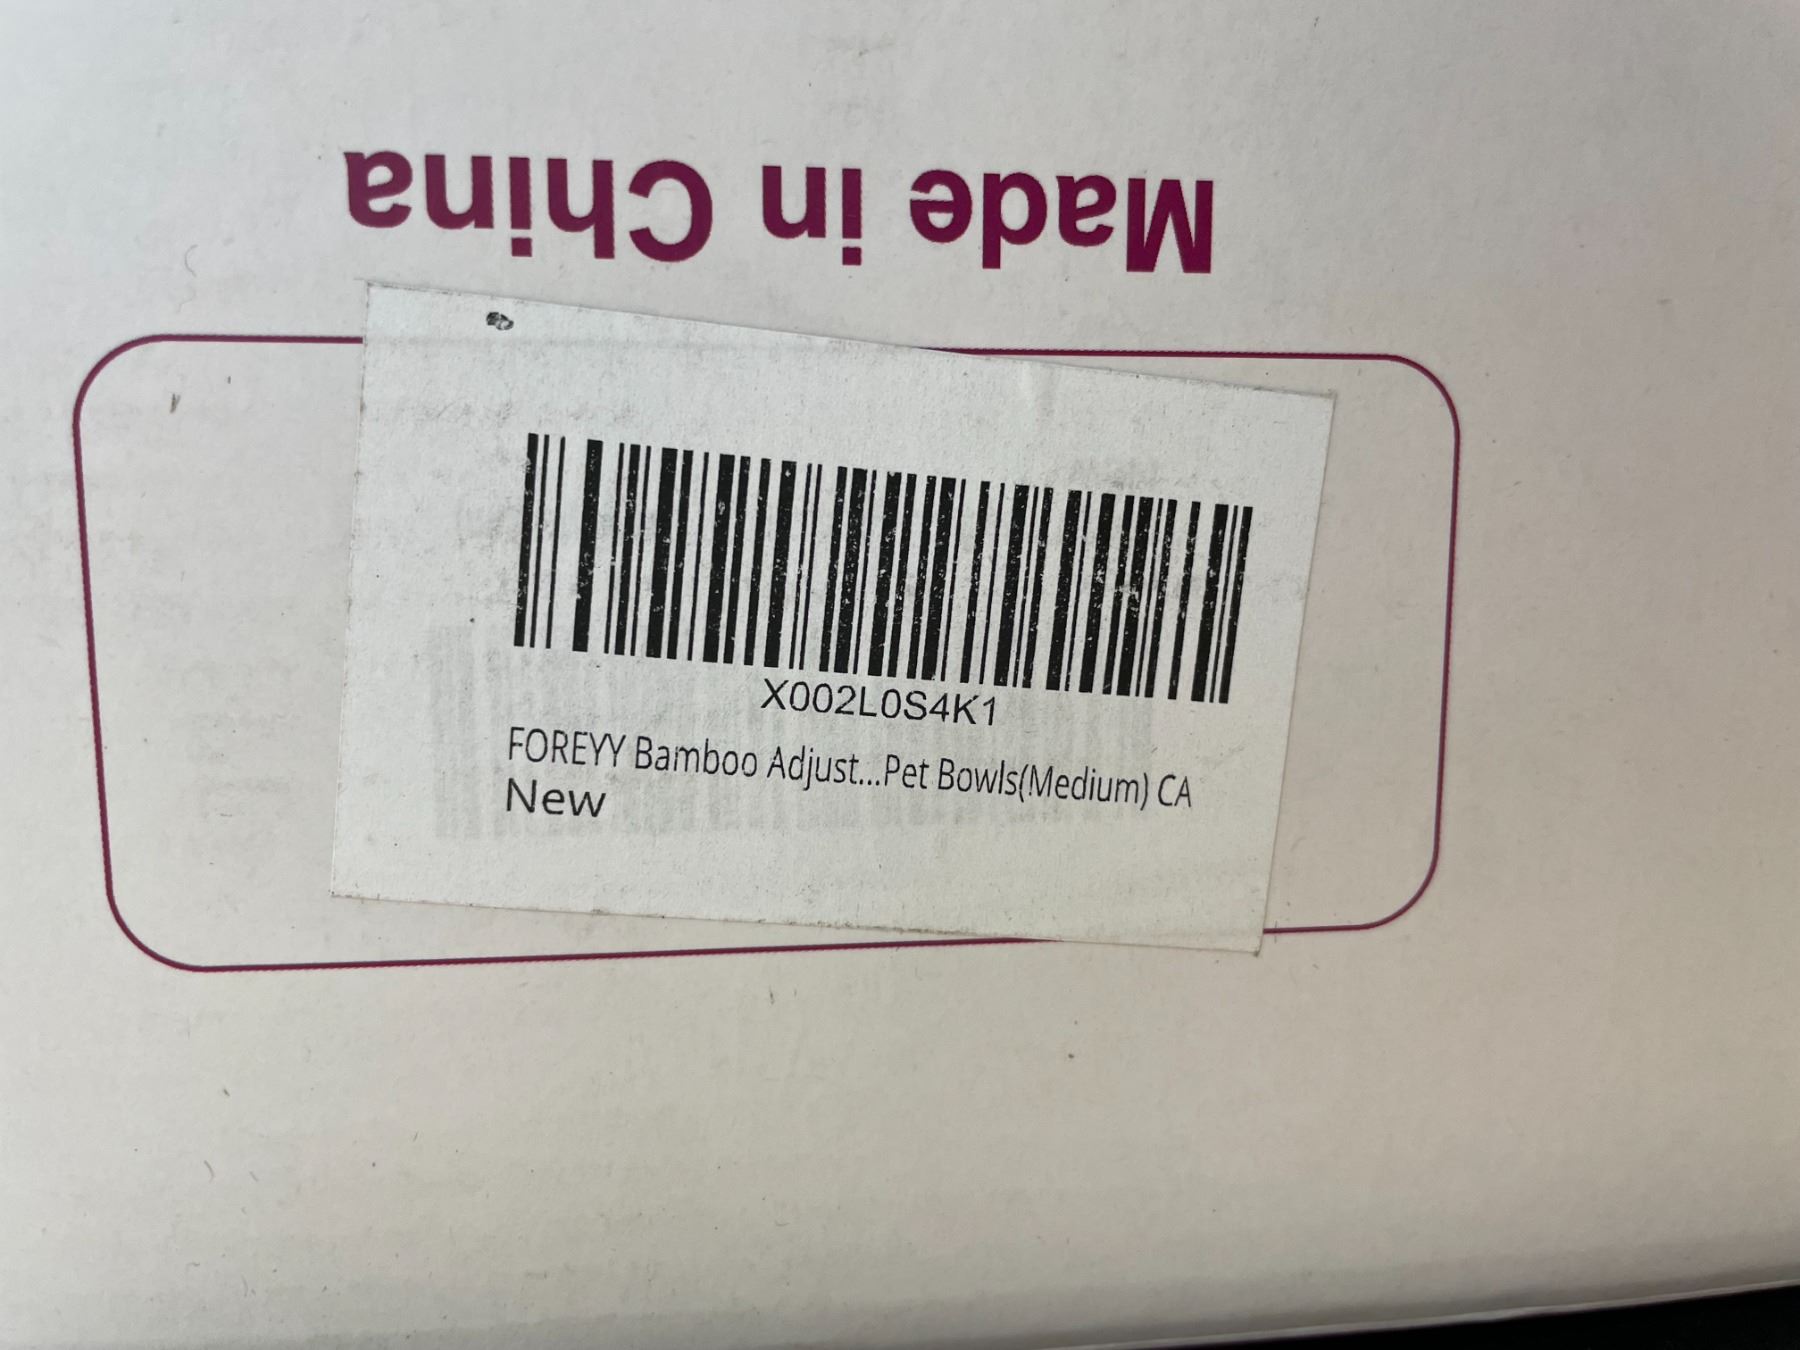 Made in China
X002L0S4K1
FOREYY Bamboo Adjust...Pet Bowls(Medium) CA
New